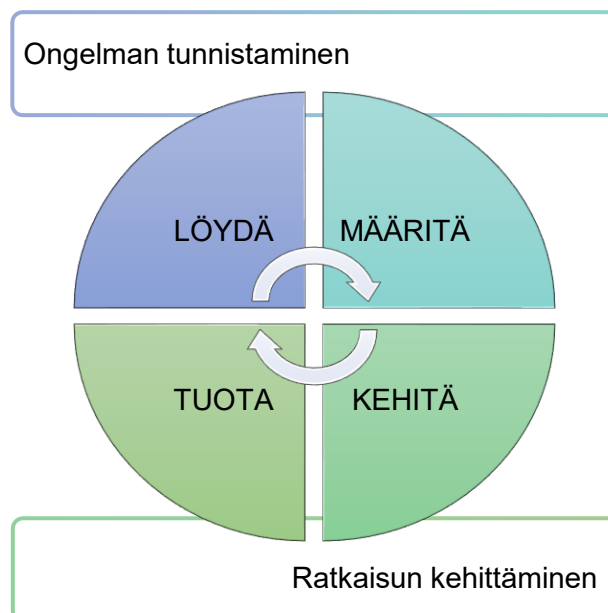 Ongelman tunnistaminen
LÖYDÄ
MÄÄRITÄ
TUOTA
KEHITÄ
Ratkaisun kehittäminen